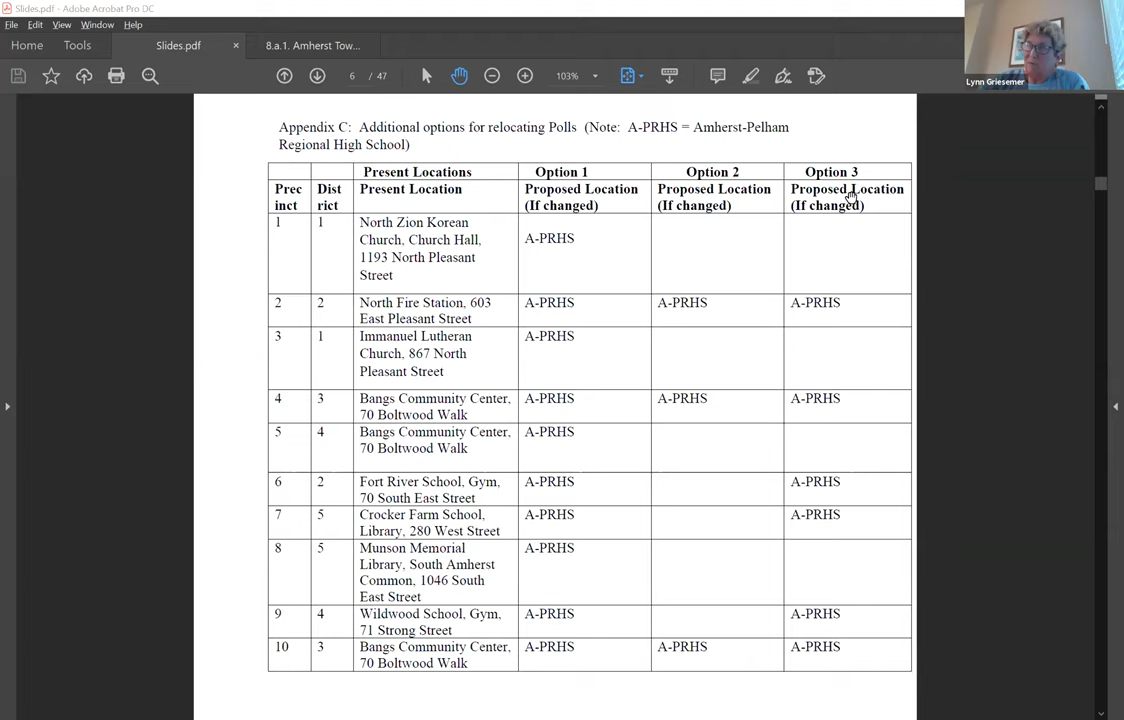 Slides.pdf - Adobe Acrobat Pro DC
File Edit View Window Help
Home Tools Slides.pdf × 8.a.1. Amherst Tow...
6 / 47 103%
Lynn Griesemer
Appendix C: Additional options for relocating Polls (Note: A-PRHS = Amherst-Pelham
Regional High School)
Present Locations Option 1 Option 2 Option 3
Prec Dist Present Location Proposed Location Proposed Location Proposed Location
inct rict (If changed) (If changed) (If changed)
1 1 North Zion Korean
Church, Church Hall, A-PRHS
1193 North Pleasant
Street
2 2 North Fire Station, 603 A-PRHS A-PRHS A-PRHS
East Pleasant Street
3 1 Immanuel Lutheran A-PRHS
Church, 867 North
Pleasant Street
4 3 Bangs Community Center, A-PRHS A-PRHS A-PRHS
70 Boltwood Walk
5 4 Bangs Community Center, A-PRHS
70 Boltwood Walk
6 2 Fort River School, Gym, A-PRHS A-PRHS
70 South East Street
7 5 Crocker Farm School, A-PRHS A-PRHS
Library, 280 West Street
8 5 Munson Memorial A-PRHS
Library, South Amherst
Common, 1046 South
East Street
9 4 Wildwood School, Gym, A-PRHS A-PRHS
71 Strong Street
10 3 Bangs Community Center, A-PRHS A-PRHS A-PRHS
70 Boltwood Walk